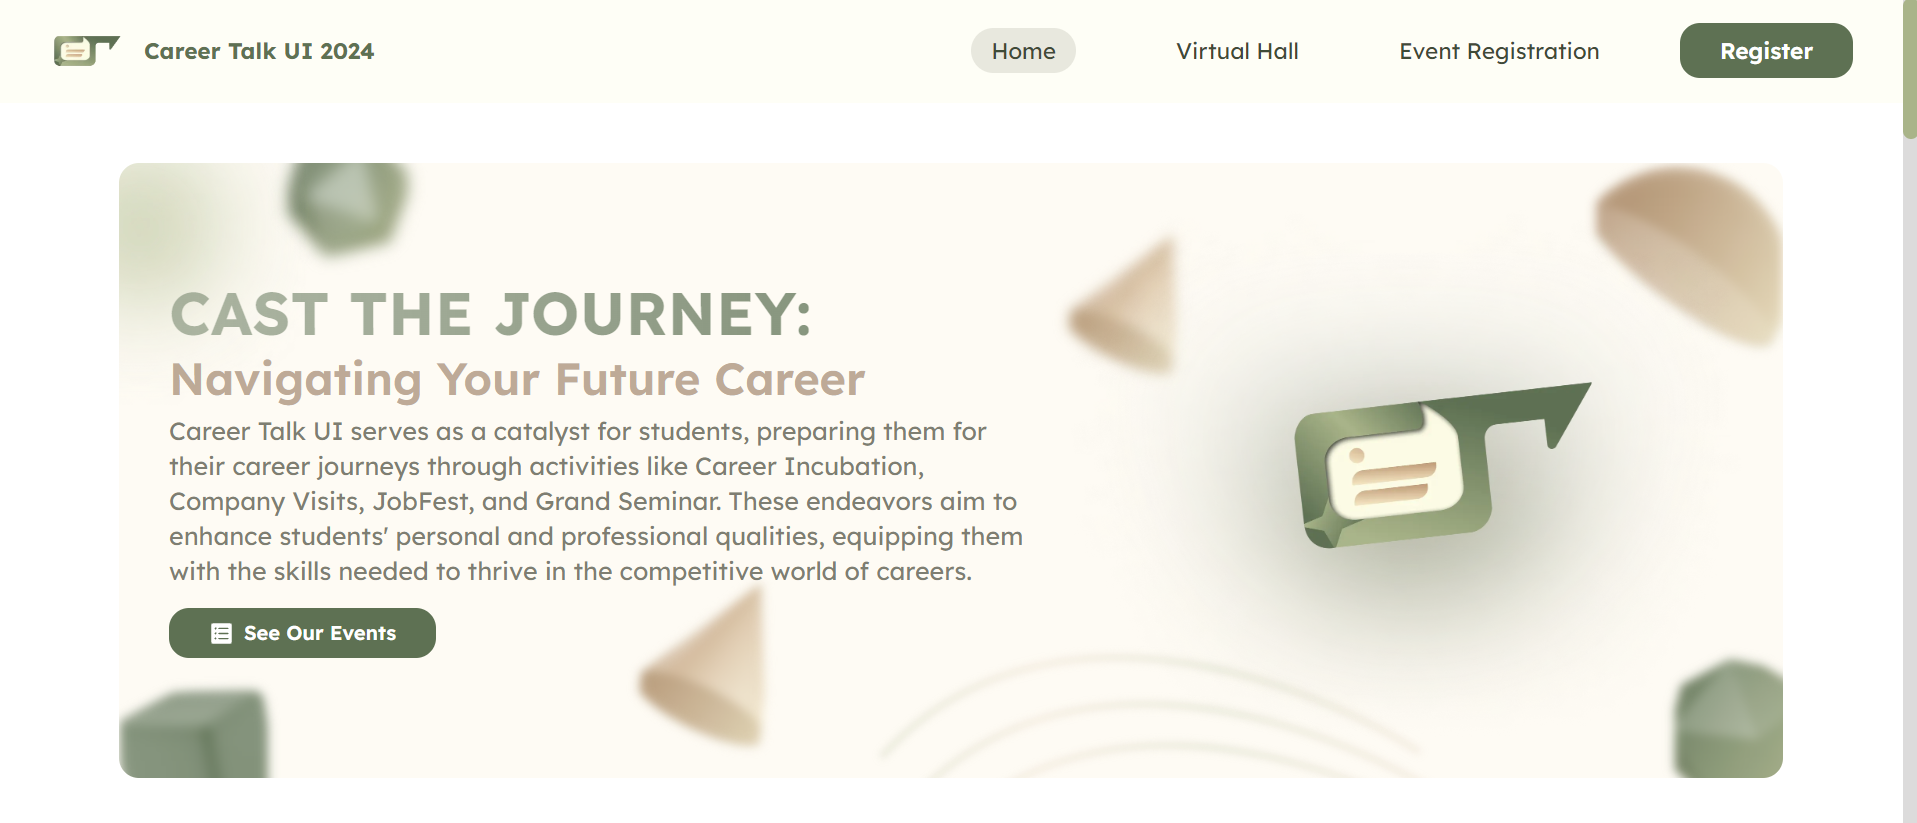 Career Talk UI 2024
Home
Virtual Hall
Event Registration
Register
CAST THE JOURNEY:
Navigating Your Future Career
Career Talk UI serves as a catalyst for students, preparing them for
their career journeys through activities like Career Incubation,
Company Visits, JobFest, and Grand Seminar. These endeavors aim to
enhance students' personal and professional qualities, equipping them
with the skills needed to thrive in the competitive world of careers.
See Our Events